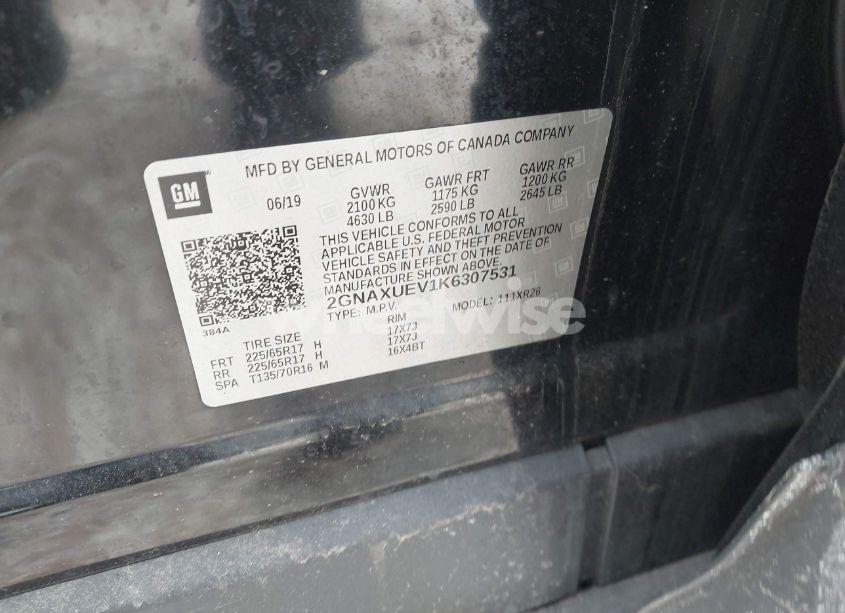 MFD BY GENERAL MOTORS OF CANADA COMPANY
GM
06/19
GVWR
2100 KG
4630 LB
GAWR FRT
1175 KG
2590 LB
GAWR RR
1200 KG
2645 LB
THIS VEHICLE CONFORMS TO ALL
APPLICABLE U.S. FEDERAL MOTOR
VEHICLE SAFETY AND THEFT PREVENTION
STANDARDS IN EFFECT ON THE DATE OF
MANUFACTURE SHOWN ABOVE.
2GNAXUEV1K6307531
TYPE: M.P.V. MODEL: 111XR26
384A
TIRE SIZE RIM
FRT 225/65R17 H 17X7J
RR 225/65R17 H 17X7J
SPA T135/70R16 M 16X4BT
wheelwise